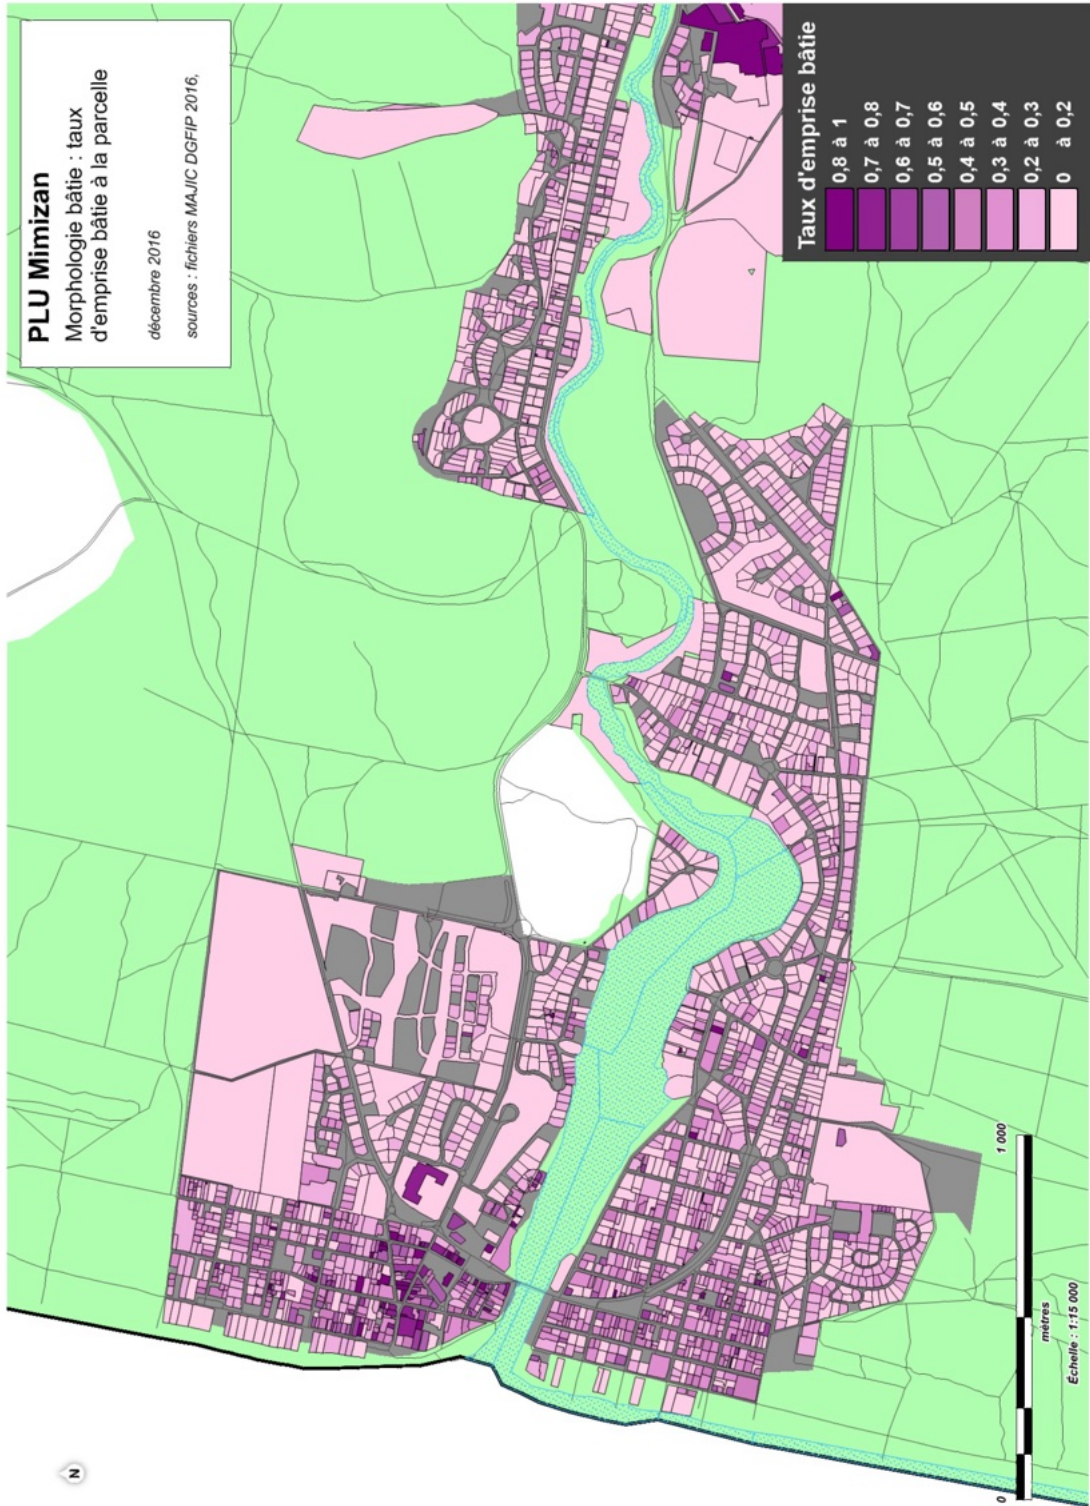 PLU Mimizan
Morphologie bâtie : taux
d'emprise bâtie à la parcelle
décembre 2016
sources : fichiers MAJIC DGFIP 2016,
Taux d'emprise bâtie
0,8 à 1
0,7 à 0,8
0,6 à 0,7
0,5 à 0,6
0,4 à 0,5
0,3 à 0,4
0,2 à 0,3
0 à 0,2
N
0
1 000
mètres
Échelle : 1:15 000